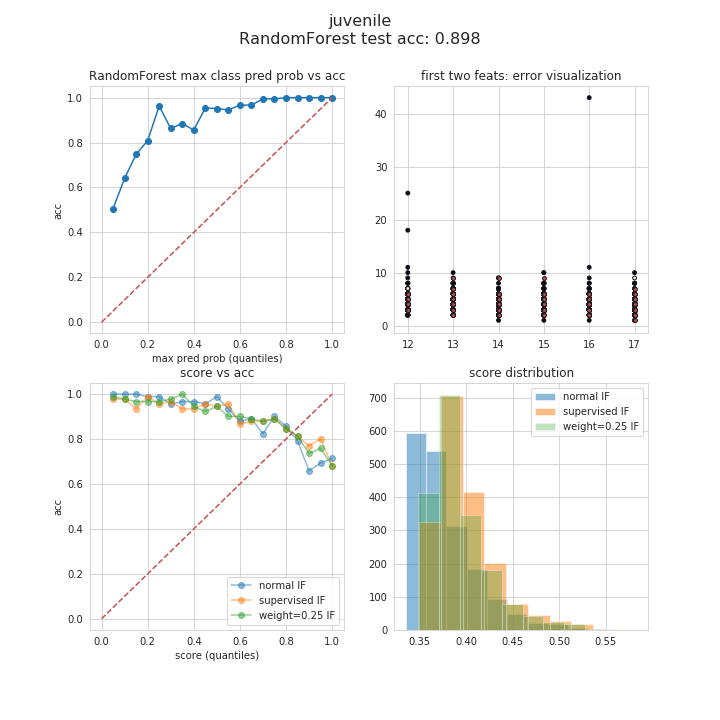 juvenile
RandomForest test acc: 0.898
RandomForest max class pred prob vs acc
1.0
0.8
0.6
0.4
0.2
0.0
acc
0.0 0.2 0.4 0.6 0.8 1.0
max pred prob (quantiles)
first two feats: error visualization
40
30
20
10
0
12 13 14 15 16 17
score vs acc
1.0
0.8
0.6
0.4
0.2
0.0
acc
normal IF
supervised IF
weight=0.25 IF
0.0 0.2 0.4 0.6 0.8 1.0
score (quantiles)
score distribution
700
600
500
400
300
200
100
0
normal IF
supervised IF
weight=0.25 IF
0.35 0.40 0.45 0.50 0.55